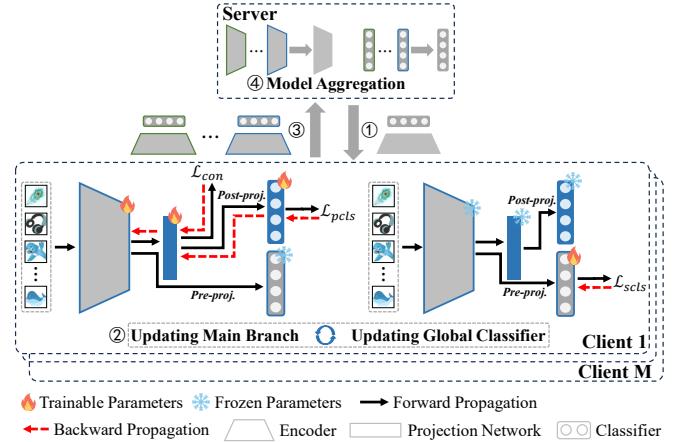 Server
④ Model Aggregation
③
①
𝓛con
Post-proj.
𝓛pcls
Pre-proj.
Post-proj.
Pre-proj.
𝓛scls
② Updating Main Branch Updating Global Classifier
Client 1
Client M
Trainable Parameters Frozen Parameters Forward Propagation
Backward Propagation Encoder Projection Network Classifier